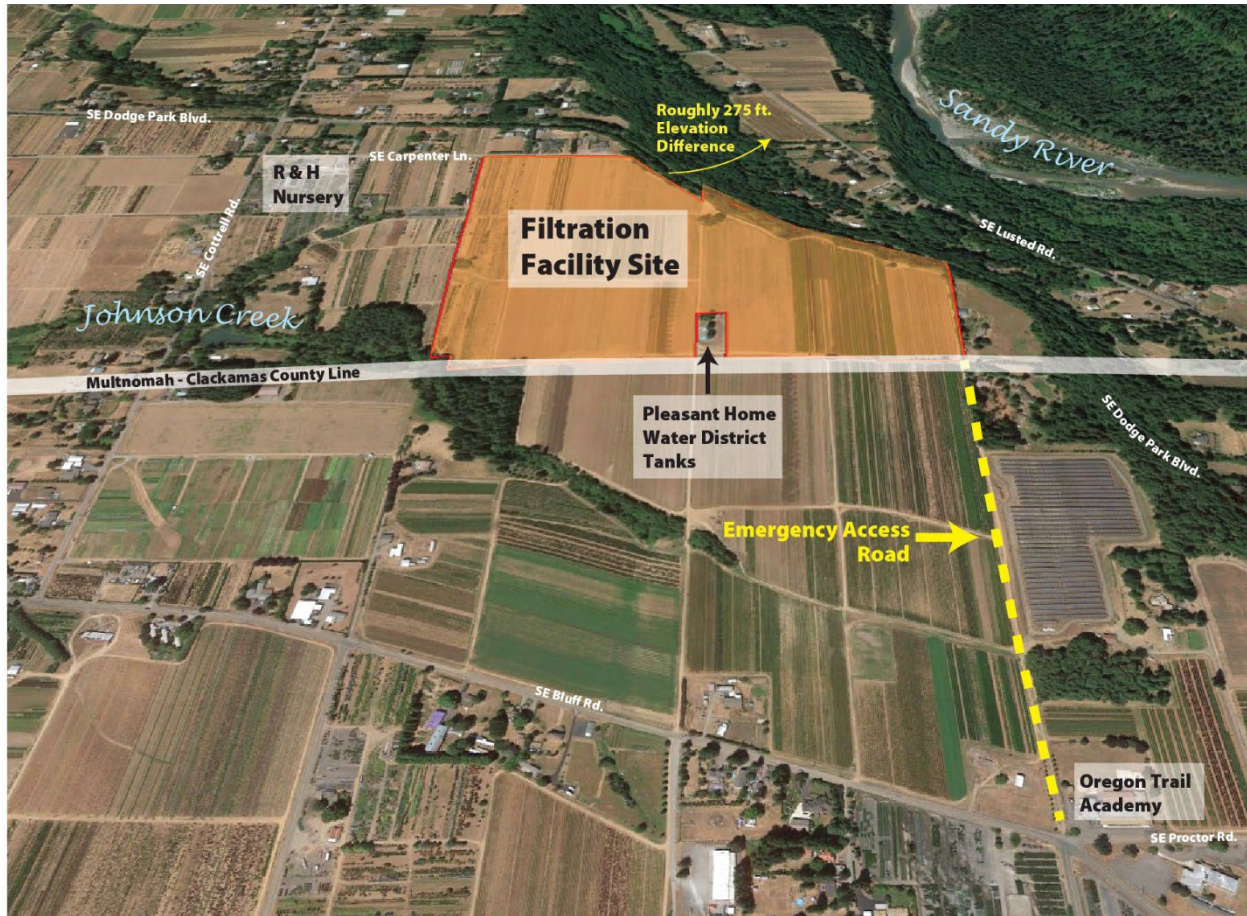 Roughly 275 ft.
Elevation
Difference
Sandy River
SE Dodge Park Blvd.
SE Carpenter Ln.
R & H
Nursery
SE Cottrell Rd.
Filtration
Facility Site
SE Lusted Rd.
Johnson Creek
Multnomah - Clackamas County Line
Pleasant Home
Water District
Tanks
SE Dodge Park Blvd.
Emergency Access
Road
SE Bluff Rd.
Oregon Trail
Academy
SE Proctor Rd.